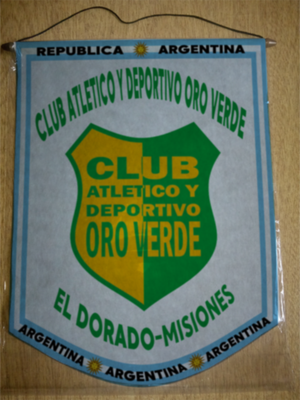 REPUBLICA ARGENTINA
CLUB ATLETICO Y DEPORTIVO ORO VERDE
CLUB
ATLETICO Y
DEPORTIVO
ORO VERDE
EL DORADO-MISIONES
ARGENTINA ARGENTINA ARGENTINA